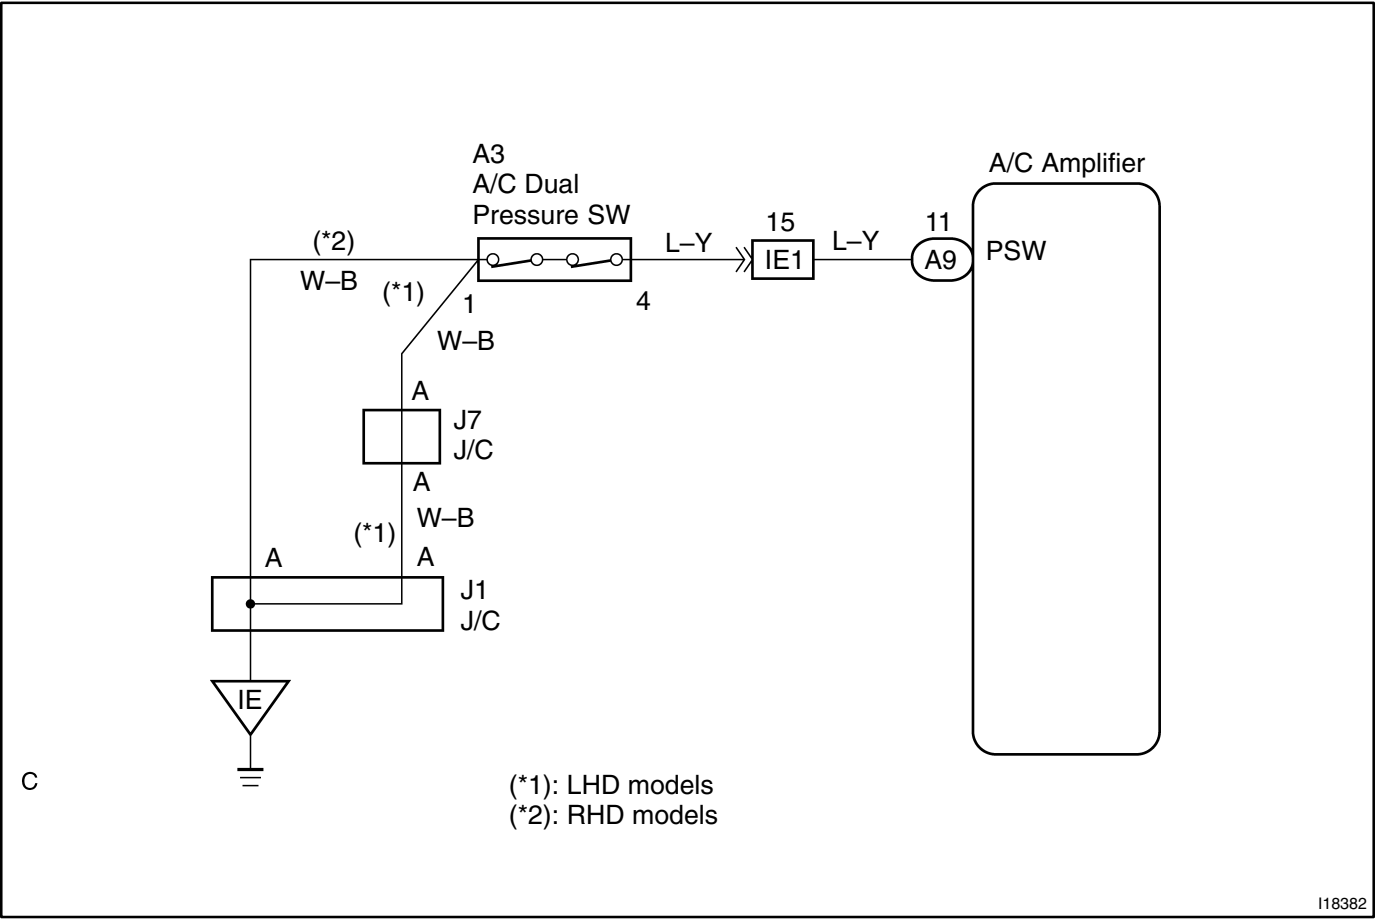 A3
A/C Dual
Pressure SW
A/C Amplifier
(*2)
W–B
(*1)
1
W–B
4
L–Y
15
IE1
L–Y
11
A9
PSW
A
J7
J/C
A
W–B
(*1)
A
A
J1
J/C
IE
C
(*1): LHD models
(*2): RHD models
I18382